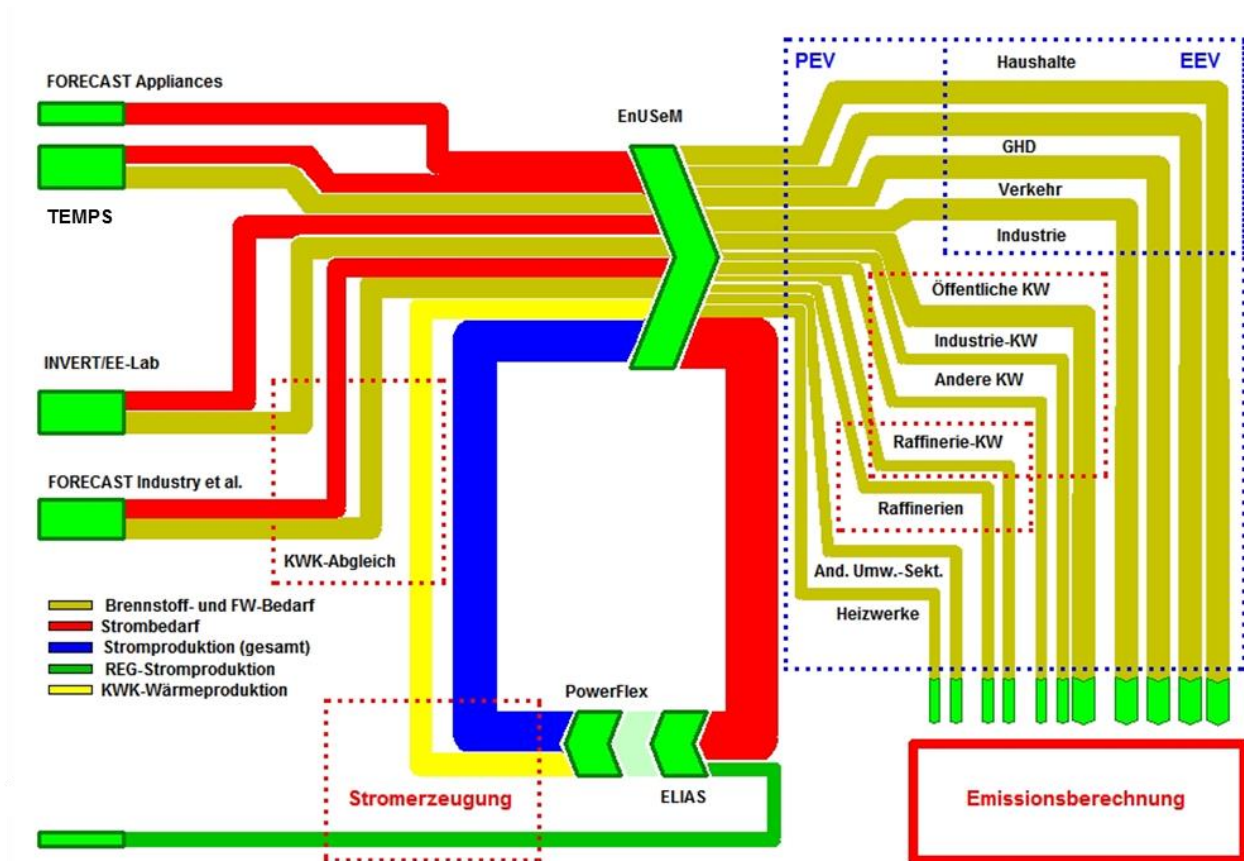 FORECAST Appliances
TEMPS
INVERT/EE-Lab
FORECAST Industry et al.
KWK-Abgleich
Brennstoff- und FW-Bedarf
Strombedarf
Stromproduktion (gesamt)
REG-Stromproduktion
KWK-Wärmeproduktion
Stromerzeugung
EnUSeM
PowerFlex
ELIAS
PEV
EEV
Haushalte
GHD
Verkehr
Industrie
Öffentliche KW
Industrie-KW
Andere KW
Raffinerie-KW
Raffinerien
And. Umw.-Sekt.
Heizwerke
Emissionsberechnung